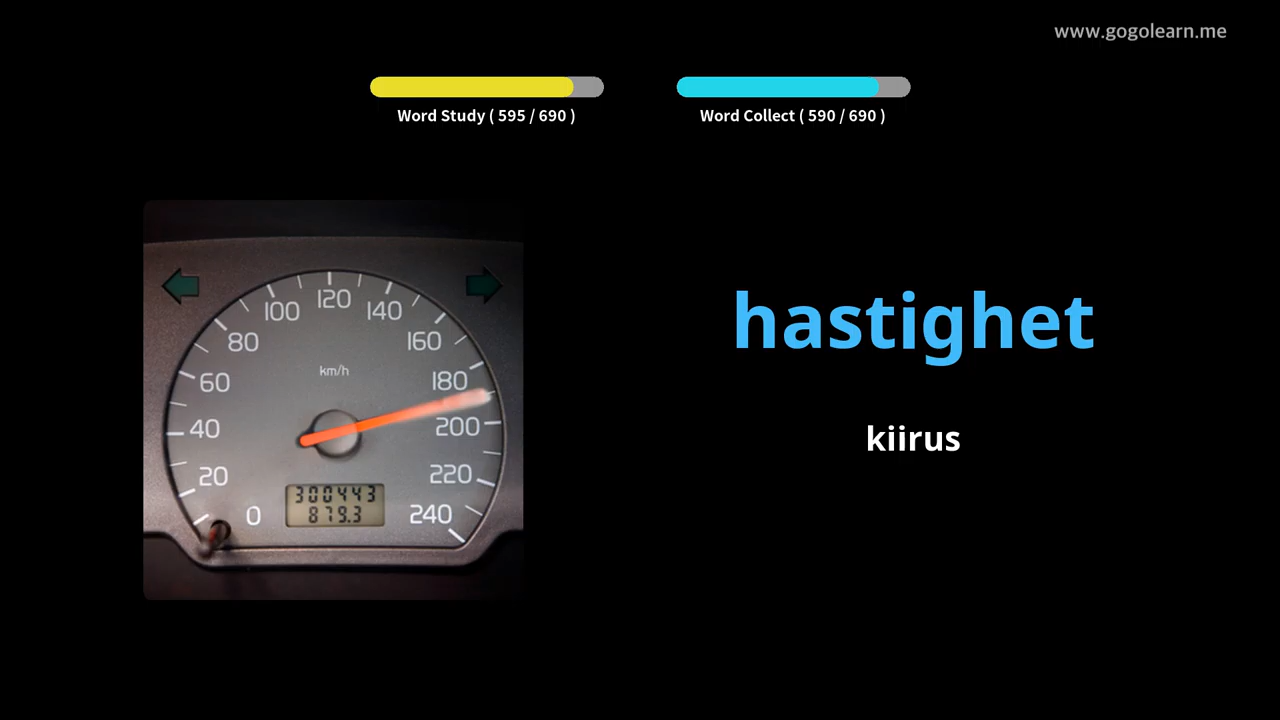 www.gogolearn.me
Word Study ( 595 / 690 )
Word Collect ( 590 / 690 )
120
100
140
80
160
km/h
60
180
40
200
20
220
300443
0
240
879.3
hastighet
kiirus